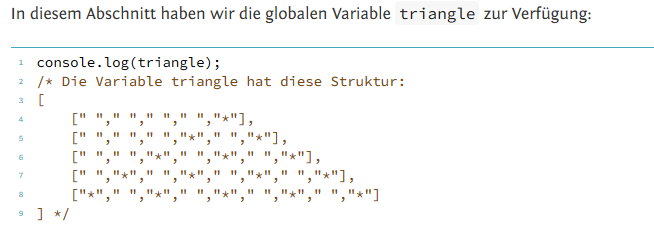 In diesem Abschnitt haben wir die globalen Variable triangle zur Verfügung:
1 console.log(triangle);
2 /* Die Variable triangle hat diese Struktur:
3 [
4     [" "," "," "," ","*"],
5     [" "," "," ","*"," ","*"],
6     [" "," ","*"," ","*"," ","*"],
7     [" ","*"," ","*"," ","*"," ","*"],
8     ["*"," ","*"," ","*"," ","*"," ","*"]
9 ] */